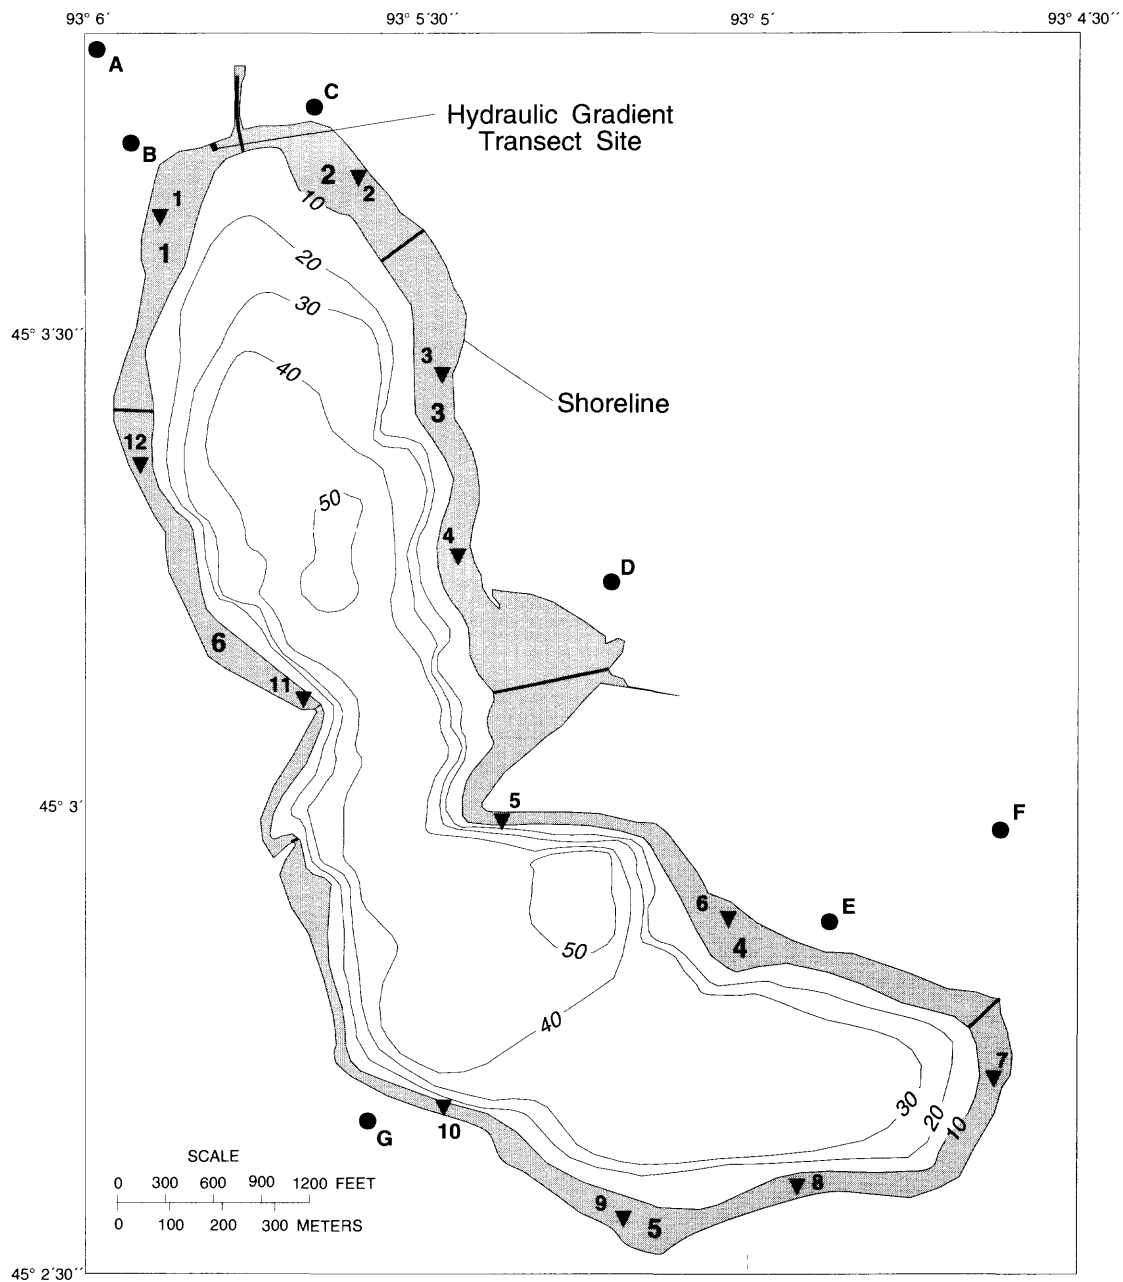 93° 6′
93° 5′30′′
93° 5′
93° 4′30′′
A
C
Hydraulic Gradient
Transect Site
B
2
2
1
10
1
20
30
45° 3′30′′
3
40
Shoreline
3
12
50
4
D
6
11
45° 3′
5
F
6
E
4
50
40
7
30
20
10
G
10
SCALE
0 300 600 900 1200 FEET
8
9
5
0 100 200 300 METERS
45° 2′30′′